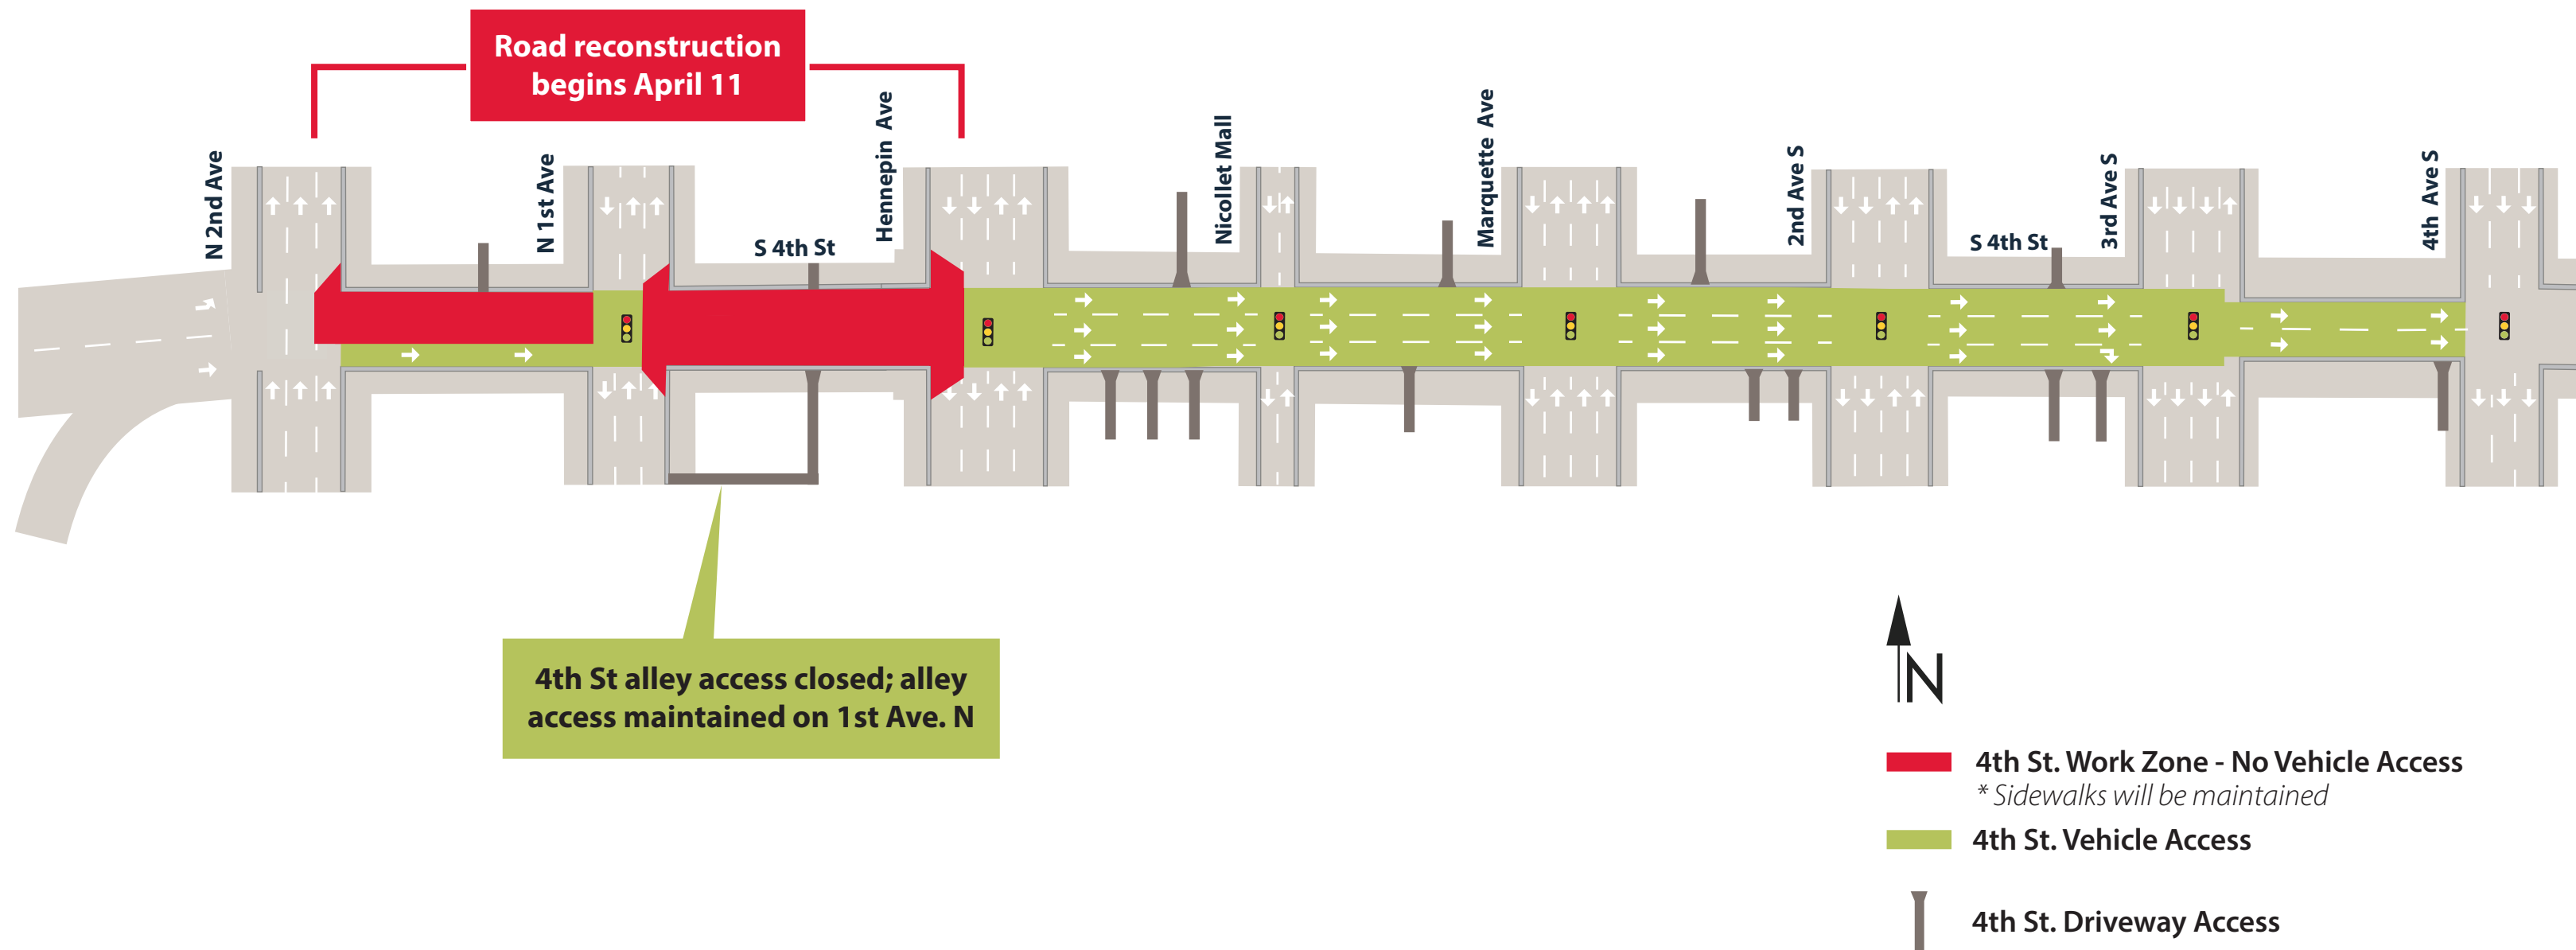 Road reconstruction
begins April 11
N 2nd Ave
N 1st Ave
S 4th St
Hennepin Ave
Nicollet Mall
Marquette Ave
2nd Ave S
S 4th St
3rd Ave S
4th Ave S
4th St alley access closed; alley
access maintained on 1st Ave. N
N
4th St. Work Zone - No Vehicle Access
* Sidewalks will be maintained
4th St. Vehicle Access
4th St. Driveway Access